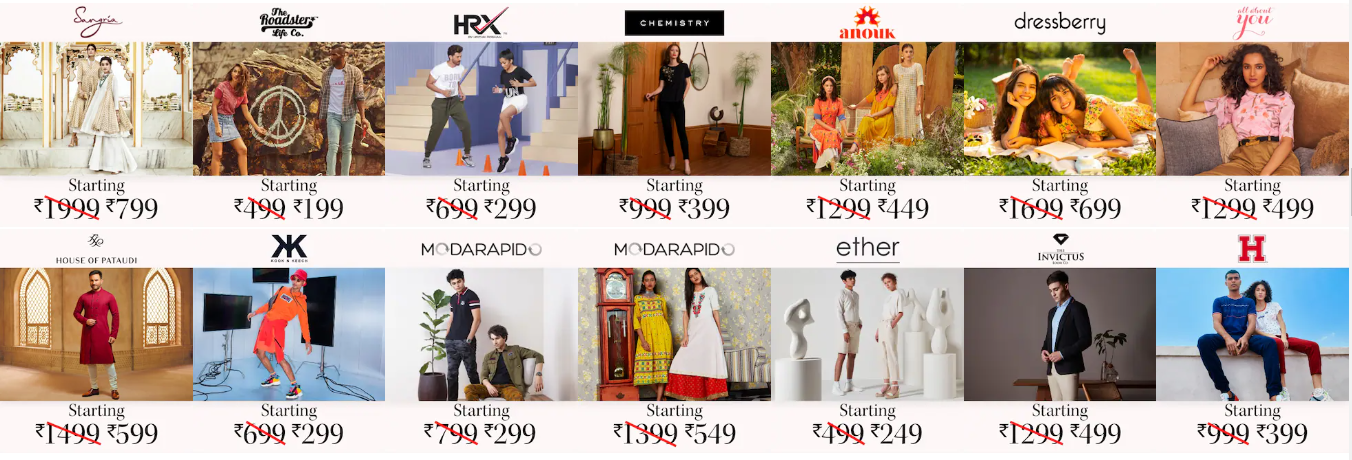 Sangria
The
Roadster
Life Co.
HRX
CHEMISTRY
anouk
dressberry
all about
you
Starting
₹1999 ₹799
Starting
₹499 ₹199
Starting
₹699 ₹299
Starting
₹999 ₹399
Starting
₹1299 ₹449
Starting
₹1699 ₹699
Starting
₹1299 ₹499
HOUSE OF PATAUDI
HOOK N KEECH
MODARAPIDO
MODARAPIDO
ether
THE
INVICTUS
H
Starting
₹1499 ₹599
Starting
₹699 ₹299
Starting
₹799 ₹299
Starting
₹1399 ₹549
Starting
₹499 ₹249
Starting
₹1299 ₹499
Starting
₹999 ₹399